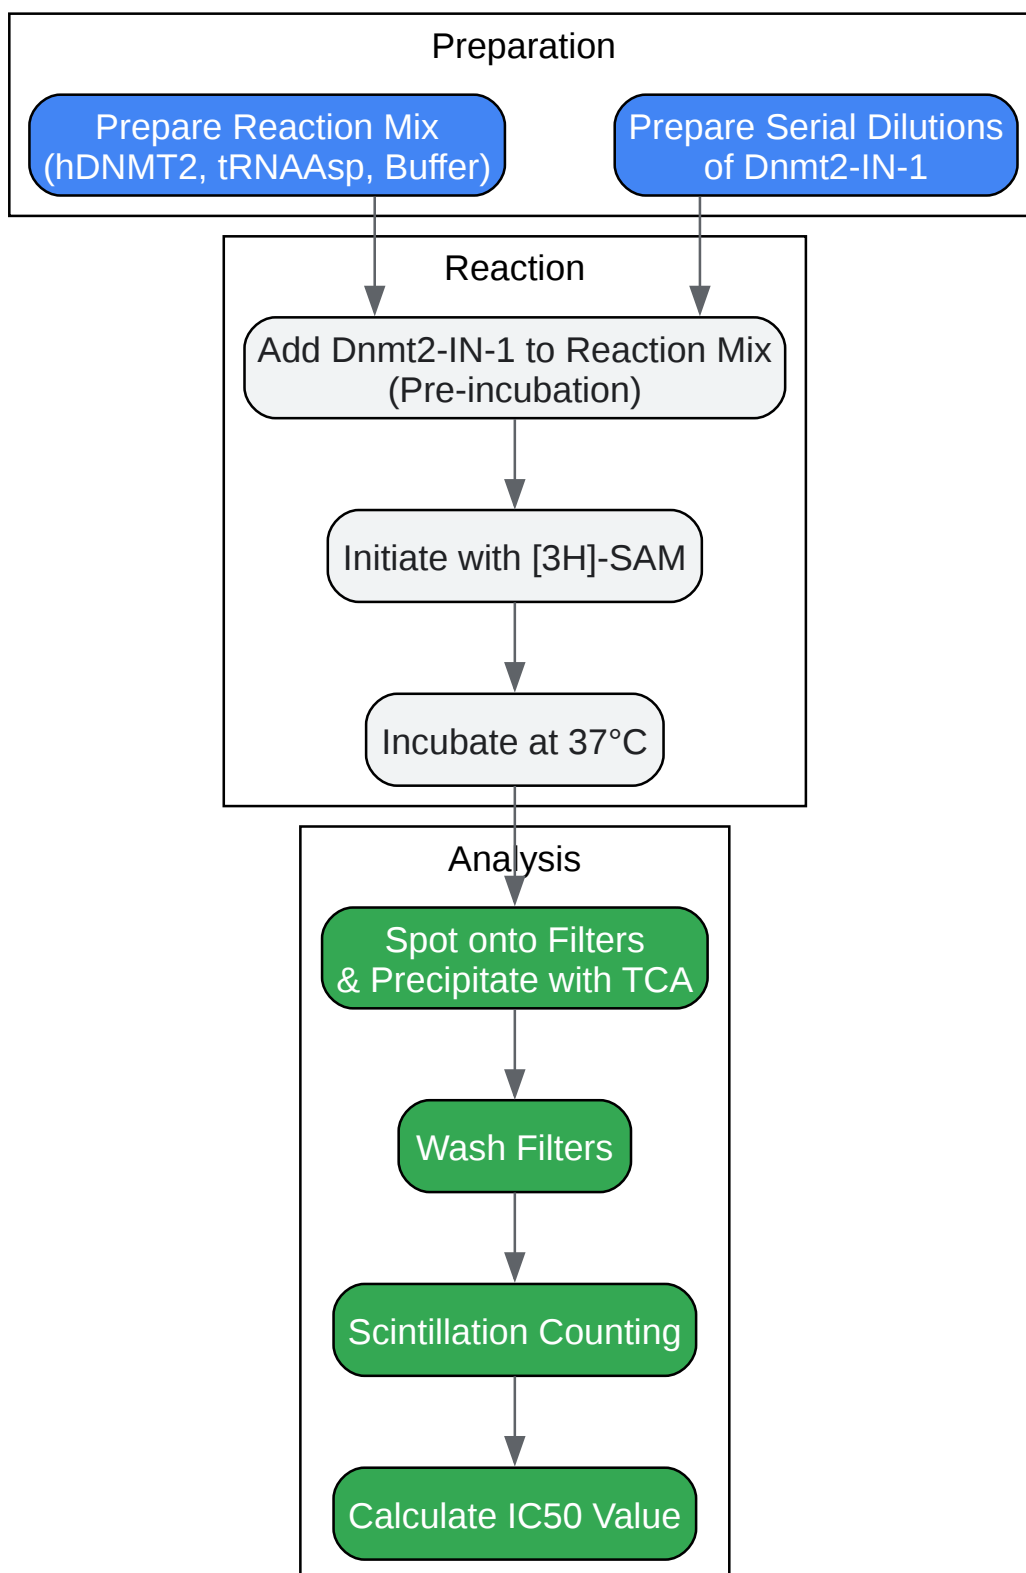 Preparation
Prepare Reaction Mix
(hDNMT2, tRNAAsp, Buffer)
Prepare Serial Dilutions
of Dnmt2-IN-1
Reaction
Add Dnmt2-IN-1 to Reaction Mix
(Pre-incubation)
Initiate with [3H]-SAM
Incubate at 37°C
Analysis
Spot onto Filters
& Precipitate with TCA
Wash Filters
Scintillation Counting
Calculate IC50 Value